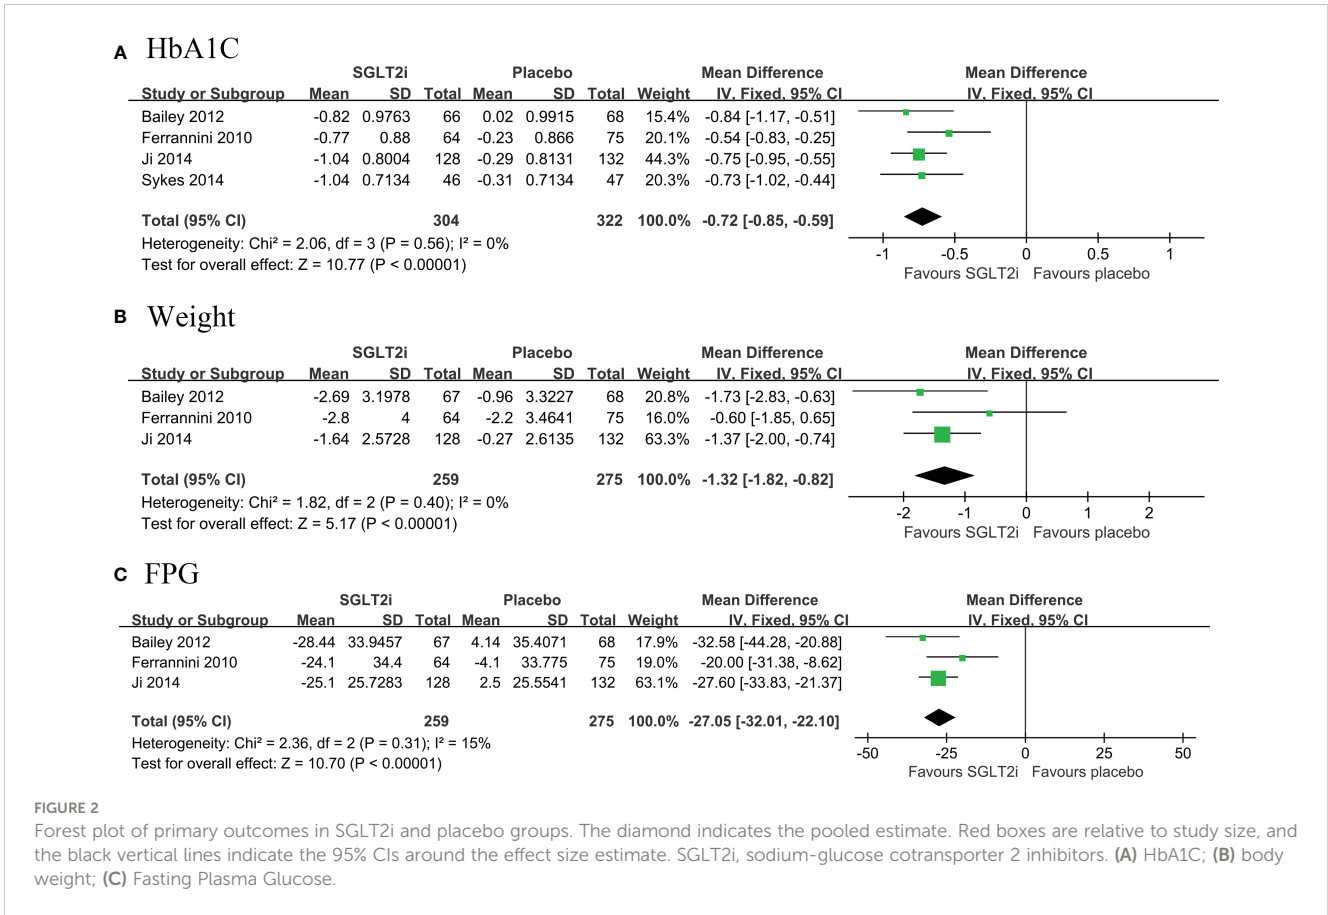 A HbA1C
SGLT2i Placebo Mean Difference Mean Difference
Study or Subgroup Mean SD Total Mean SD Total Weight IV, Fixed, 95% CI IV, Fixed, 95% CI
Bailey 2012 -0.82 0.9763 66 0.02 0.9915 68 15.4% -0.84 [-1.17, -0.51]
Ferrannini 2010 -0.77 0.88 64 -0.23 0.866 75 20.1% -0.54 [-0.83, -0.25]
Ji 2014 -1.04 0.8004 128 -0.29 0.8131 132 44.3% -0.75 [-0.95, -0.55]
Sykes 2014 -1.04 0.7134 46 -0.31 0.7134 47 20.3% -0.73 [-1.02, -0.44]
Total (95% CI) 304 322 100.0% -0.72 [-0.85, -0.59]
Heterogeneity: Chi² = 2.06, df = 3 (P = 0.56); I² = 0%
Test for overall effect: Z = 10.77 (P < 0.00001)
-1 -0.5 0 0.5 1
Favours SGLT2i Favours placebo
B Weight
SGLT2i Placebo Mean Difference Mean Difference
Study or Subgroup Mean SD Total Mean SD Total Weight IV, Fixed, 95% CI IV, Fixed, 95% CI
Bailey 2012 -2.69 3.1978 67 -0.96 3.3227 68 20.8% -1.73 [-2.83, -0.63]
Ferrannini 2010 -2.8 4 64 -2.2 3.4641 75 16.0% -0.60 [-1.85, 0.65]
Ji 2014 -1.64 2.5728 128 -0.27 2.6135 132 63.3% -1.37 [-2.00, -0.74]
Total (95% CI) 259 275 100.0% -1.32 [-1.82, -0.82]
Heterogeneity: Chi² = 1.82, df = 2 (P = 0.40); I² = 0%
Test for overall effect: Z = 5.17 (P < 0.00001)
-2 -1 0 1 2
Favours SGLT2i Favours placebo
C FPG
SGLT2i Placebo Mean Difference Mean Difference
Study or Subgroup Mean SD Total Mean SD Total Weight IV, Fixed, 95% CI IV, Fixed, 95% CI
Bailey 2012 -28.44 33.9457 67 4.14 35.4071 68 17.9% -32.58 [-44.28, -20.88]
Ferrannini 2010 -24.1 34.4 64 -4.1 33.775 75 19.0% -20.00 [-31.38, -8.62]
Ji 2014 -25.1 25.7283 128 2.5 25.5541 132 63.1% -27.60 [-33.83, -21.37]
Total (95% CI) 259 275 100.0% -27.05 [-32.01, -22.10]
Heterogeneity: Chi² = 2.36, df = 2 (P = 0.31); I² = 15%
Test for overall effect: Z = 10.70 (P < 0.00001)
-50 -25 0 25 50
Favours SGLT2i Favours placebo
FIGURE 2
Forest plot of primary outcomes in SGLT2i and placebo groups. The diamond indicates the pooled estimate. Red boxes are relative to study size, and
the black vertical lines indicate the 95% CIs around the effect size estimate. SGLT2i, sodium-glucose cotransporter 2 inhibitors. (A) HbA1C; (B) body
weight; (C) Fasting Plasma Glucose.